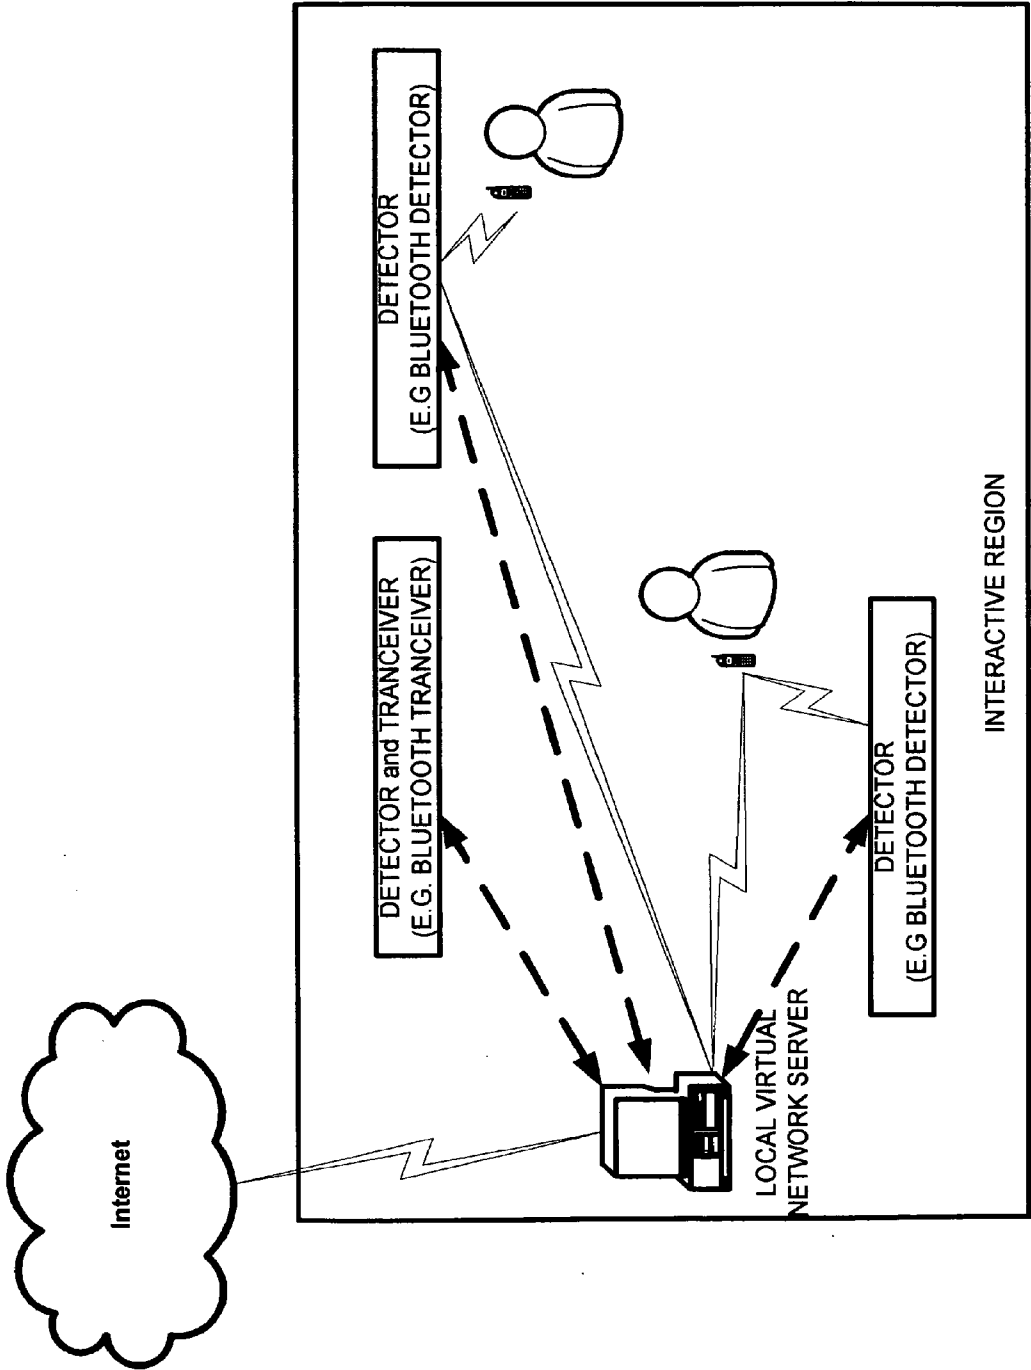 Internet
DETECTOR and TRANCEIVER
(E.G. BLUETOOTH TRANCEIVER)
DETECTOR
(E.G BLUETOOTH DETECTOR)
LOCAL VIRTUAL
NETWORK SERVER
DETECTOR
(E.G BLUETOOTH DETECTOR)
INTERACTIVE REGION